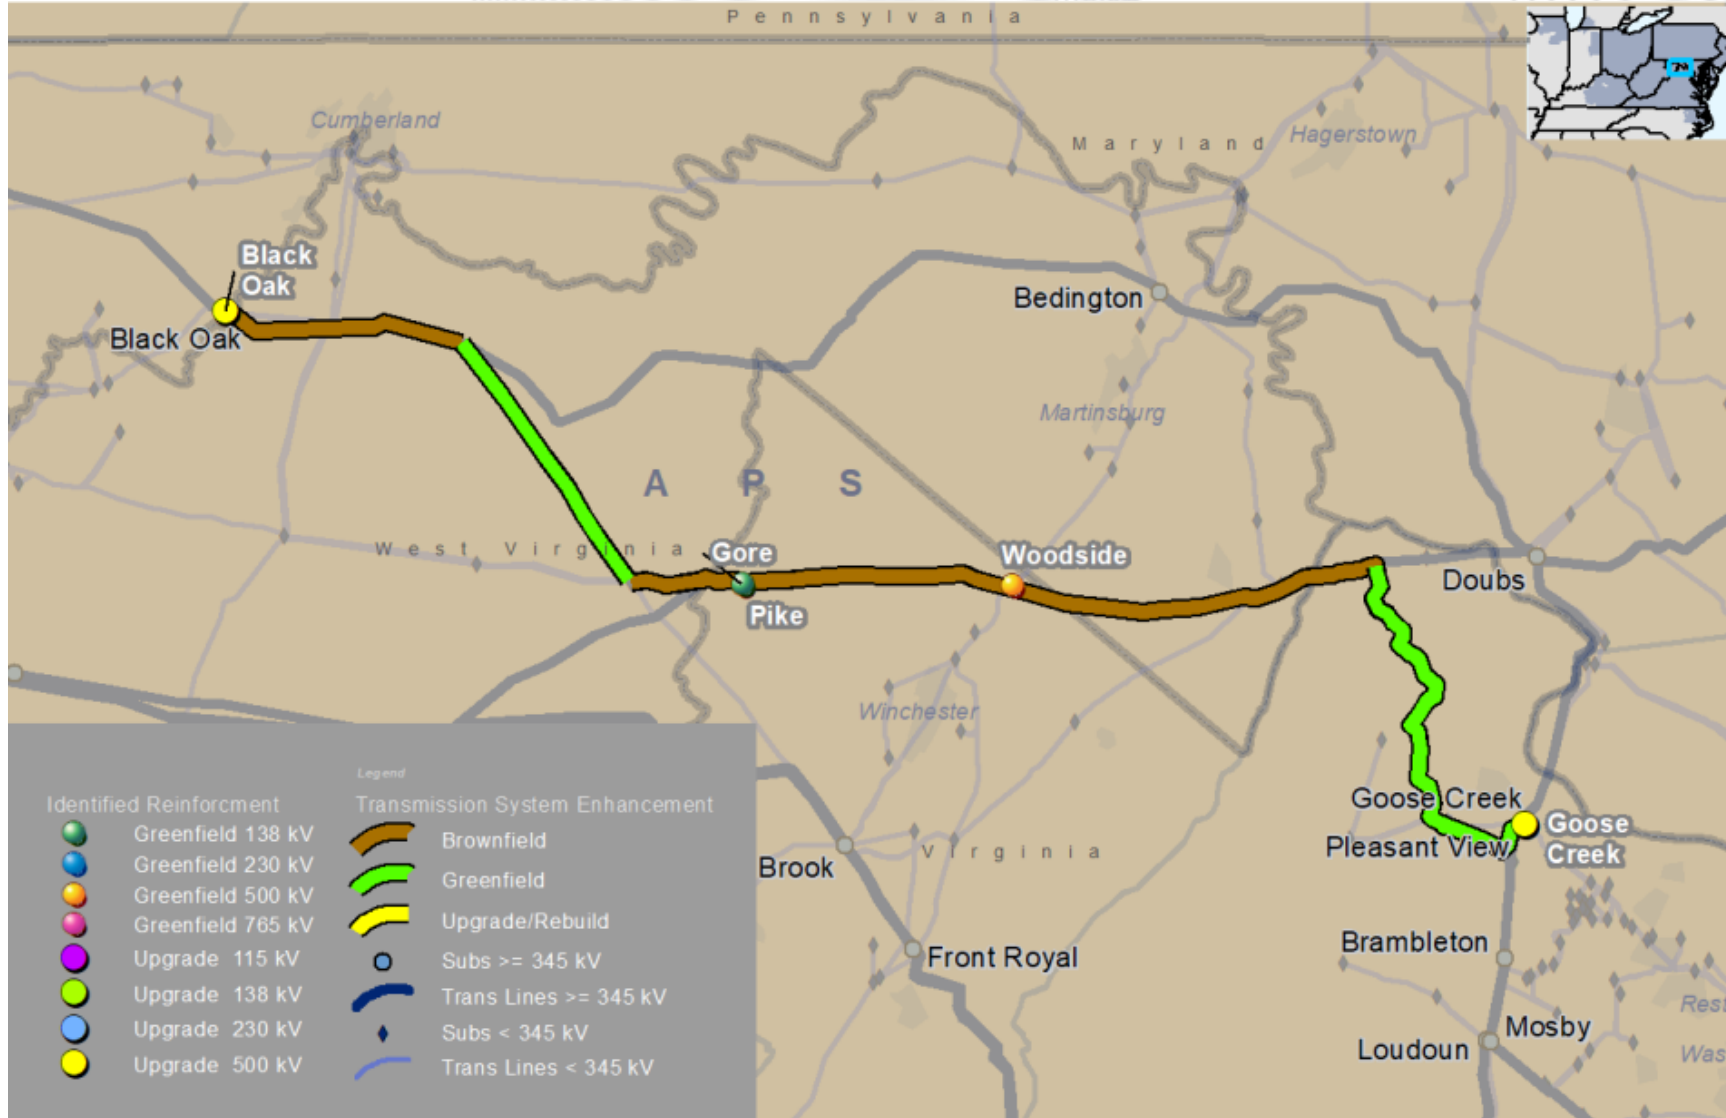 Pennsylvania
Cumberland
Maryland
Hagerstown
Black
Oak
Black Oak
Bedington
Martinsburg
A P S
West Virginia
Gore
Pike
Woodside
Doubs
Winchester
Goose Creek
Goose
Creek
Pleasant View
Brook
Virginia
Front Royal
Brambleton
Mosby
Loudoun
Rest
Was
Legend
Identified Reinforcment
Greenfield 138 kV
Greenfield 230 kV
Greenfield 500 kV
Greenfield 765 kV
Upgrade 115 kV
Upgrade 138 kV
Upgrade 230 kV
Upgrade 500 kV
Transmission System Enhancement
Brownfield
Greenfield
Upgrade/Rebuild
Subs >= 345 kV
Trans Lines >= 345 kV
Subs < 345 kV
Trans Lines < 345 kV